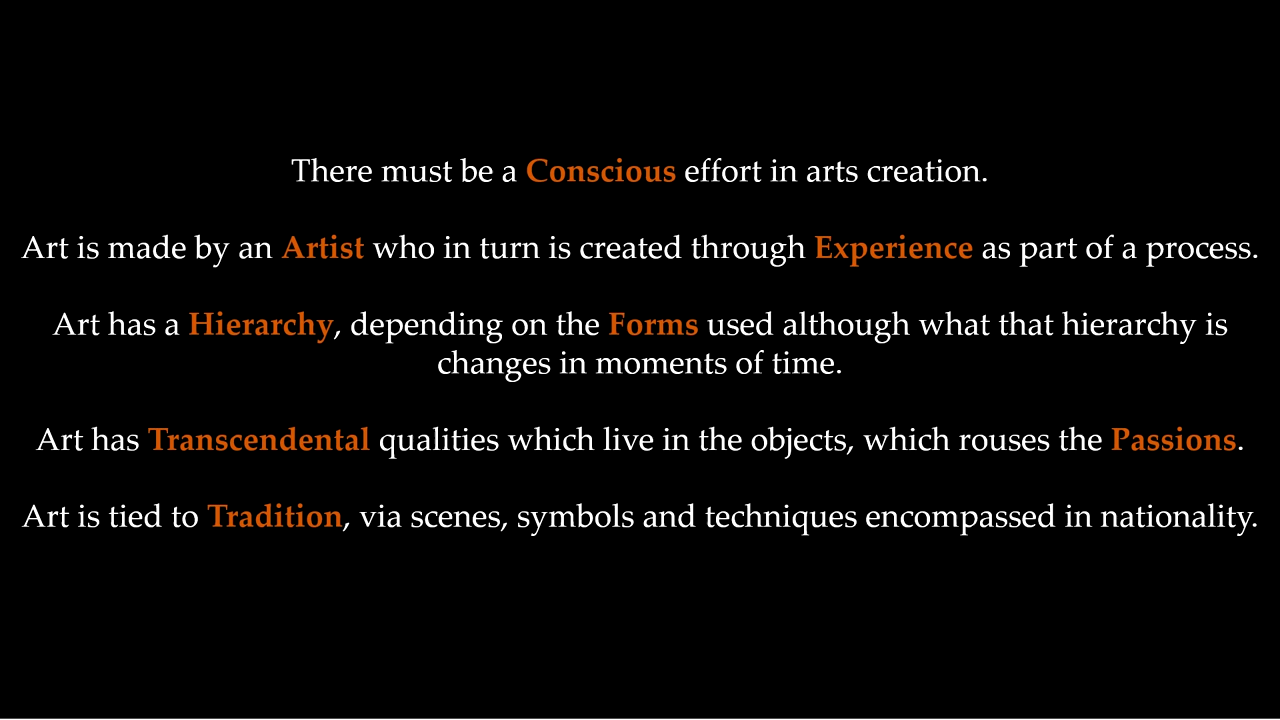 There must be a Conscious effort in arts creation.
Art is made by an Artist who in turn is created through Experience as part of a process.
Art has a Hierarchy, depending on the Forms used although what that hierarchy is
changes in moments of time.
Art has Transcendental qualities which live in the objects, which rouses the Passions.
Art is tied to Tradition, via scenes, symbols and techniques encompassed in nationality.